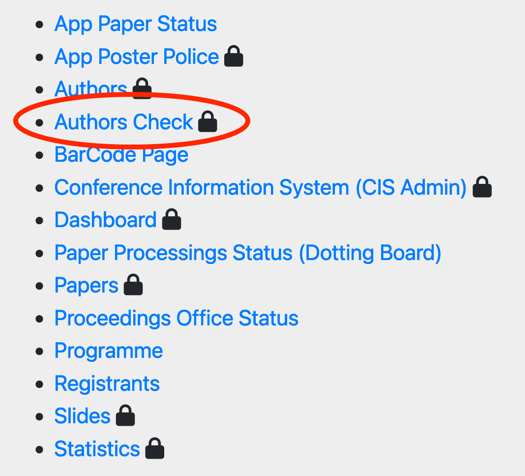 App Paper Status
App Poster Police
Authors
Authors Check
BarCode Page
Conference Information System (CIS Admin)
Dashboard
Paper Processings Status (Dotting Board)
Papers
Proceedings Office Status
Programme
Registrants
Slides
Statistics